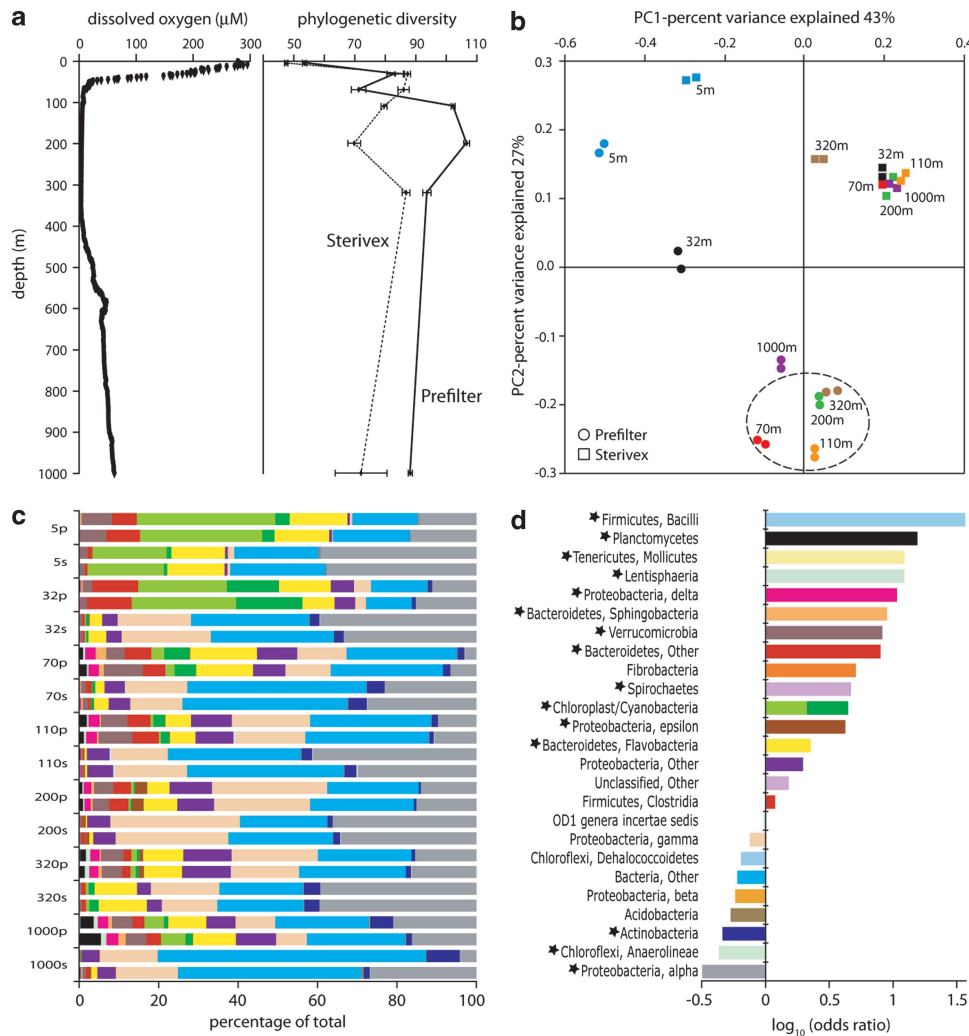 a
dissolved oxygen (µM)
phylogenetic diversity
0 100 200 300
50 70 90 110
0
100
200
300
400
500
600
700
800
900
1000
depth (m)
Sterivex
Prefilter
b
PC1-percent variance explained 43%
-0.6 -0.4 -0.2 0.0 0.2 0.4
0.3
0.2
0.1
0.0
-0.1
-0.2
-0.3
PC2-percent variance explained 27%
5m
5m
320m
32m
110m
70m
1000m
200m
32m
1000m
320m
200m
70m
110m
Prefilter
Sterivex
c
5p
5s
32p
32s
70p
70s
110p
110s
200p
200s
320p
320s
1000p
1000s
0 20 40 60 80 100
percentage of total
d
★Firmicutes, Bacilli
★Planctomycetes
★Tenericutes, Mollicutes
★Lentisphaeria
★Proteobacteria, delta
★Bacteroidetes, Sphingobacteria
★Verrucomicrobia
★Bacteroidetes, Other
Fibrobacteria
★Spirochaetes
★Chloroplast/Cyanobacteria
★Proteobacteria, epsilon
★Bacteroidetes, Flavobacteria
Proteobacteria, Other
Unclassified, Other
Firmicutes, Clostridia
OD1 genera incertae sedis
Proteobacteria, gamma
Chloroflexi, Dehalococcoidetes
Bacteria, Other
Proteobacteria, beta
Acidobacteria
★Actinobacteria
★Chloroflexi, Anaerolineae
★Proteobacteria, alpha
-0.5 0 0.5 1.0 1.5
log10 (odds ratio)